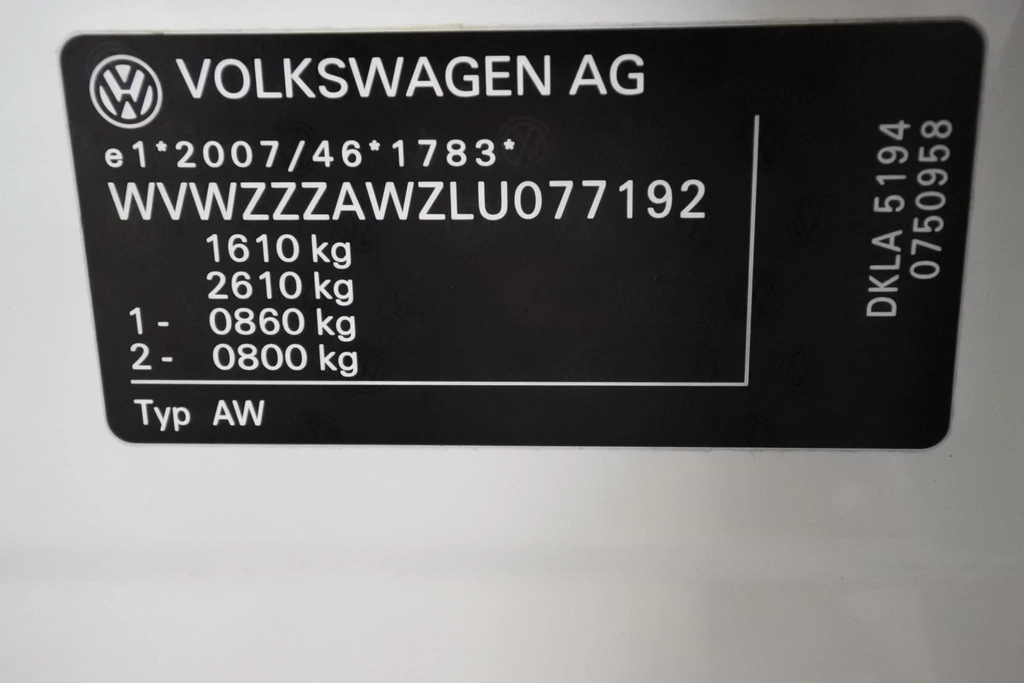 VOLKSWAGEN AG
e1*2007/46*1783*
WVWZZZAWZLU077192
1610 kg
2610 kg
1 - 0860 kg
2 - 0800 kg
Typ AW
DKLA 5194
0750958